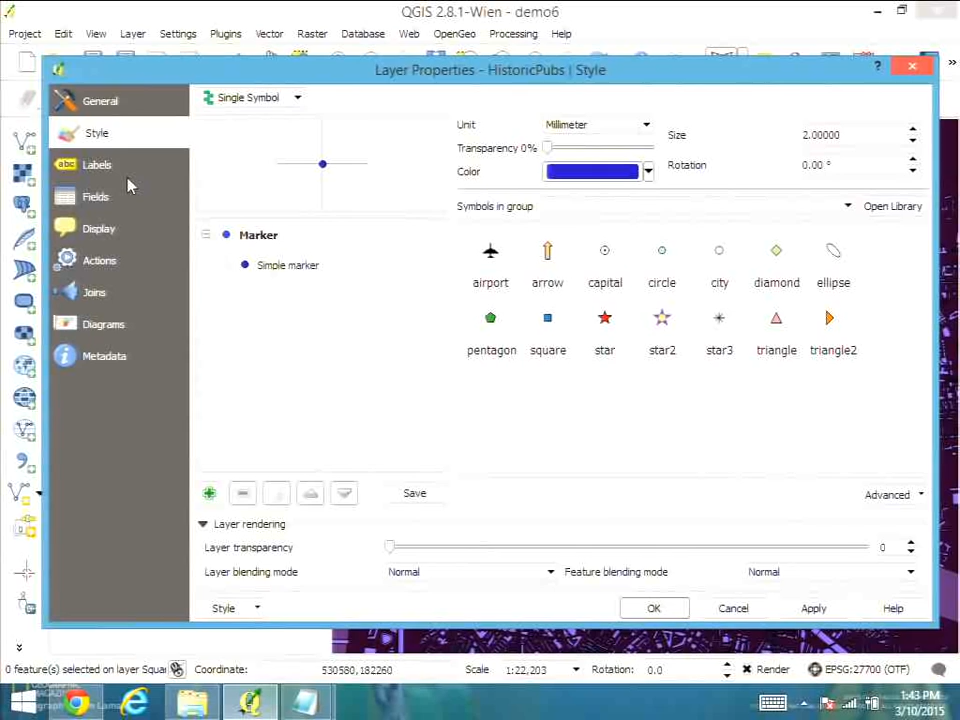 QGIS 2.8.1-Wien - demo6
Project Edit View Layer Settings Plugins Vector Raster Database Web OpenGeo Processing Help
Layer Properties - HistoricPubs | Style
General
Style
Labels
Fields
Display
Actions
Joins
Diagrams
Metadata
Single Symbol
Unit Millimeter
Transparency 0%
Color
Size 2.00000
Rotation 0.00 °
Marker
Simple marker
Symbols in group Open Library
airport arrow capital circle city diamond ellipse
pentagon square star star2 star3 triangle triangle2
Save
Advanced
Layer rendering
Layer transparency 0
Layer blending mode Normal Feature blending mode Normal
Style OK Cancel Apply Help
0 feature(s) selected on layer Squar Coordinate: 530580,182260 Scale 1:22,203 Rotation: 0.0 Render EPSG:27700 (OTF)
1:43 PM
3/10/2015